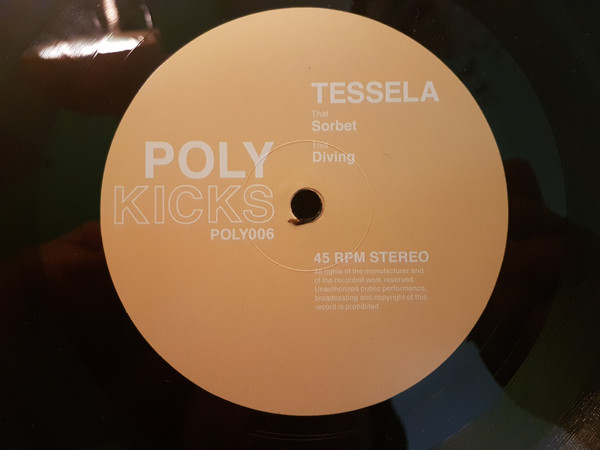 TESSELA
That
Sorbet
This
Diving
POLY
KICKS
POLY006
45 RPM STEREO
All rights of the manufacturer and
of the recorded work reserved.
Unauthorized public performance,
broadcasting and copyright of this
record is prohibited.